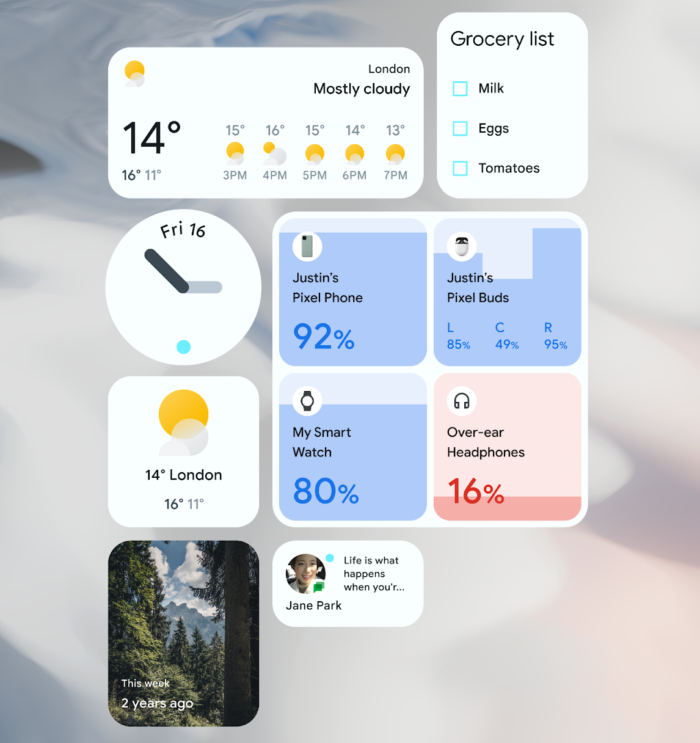 London
Mostly cloudy
14°
16° 11°
15° 16° 15° 14° 13°
3PM 4PM 5PM 6PM 7PM
Grocery list
Milk
Eggs
Tomatoes
Fri 16
Justin's
Pixel Phone
92%
Justin's
Pixel Buds
L C R
85% 49% 95%
14° London
16° 11°
My Smart
Watch
80%
Over-ear
Headphones
16%
This week
2 years ago
Life is what
happens
when you'r...
Jane Park